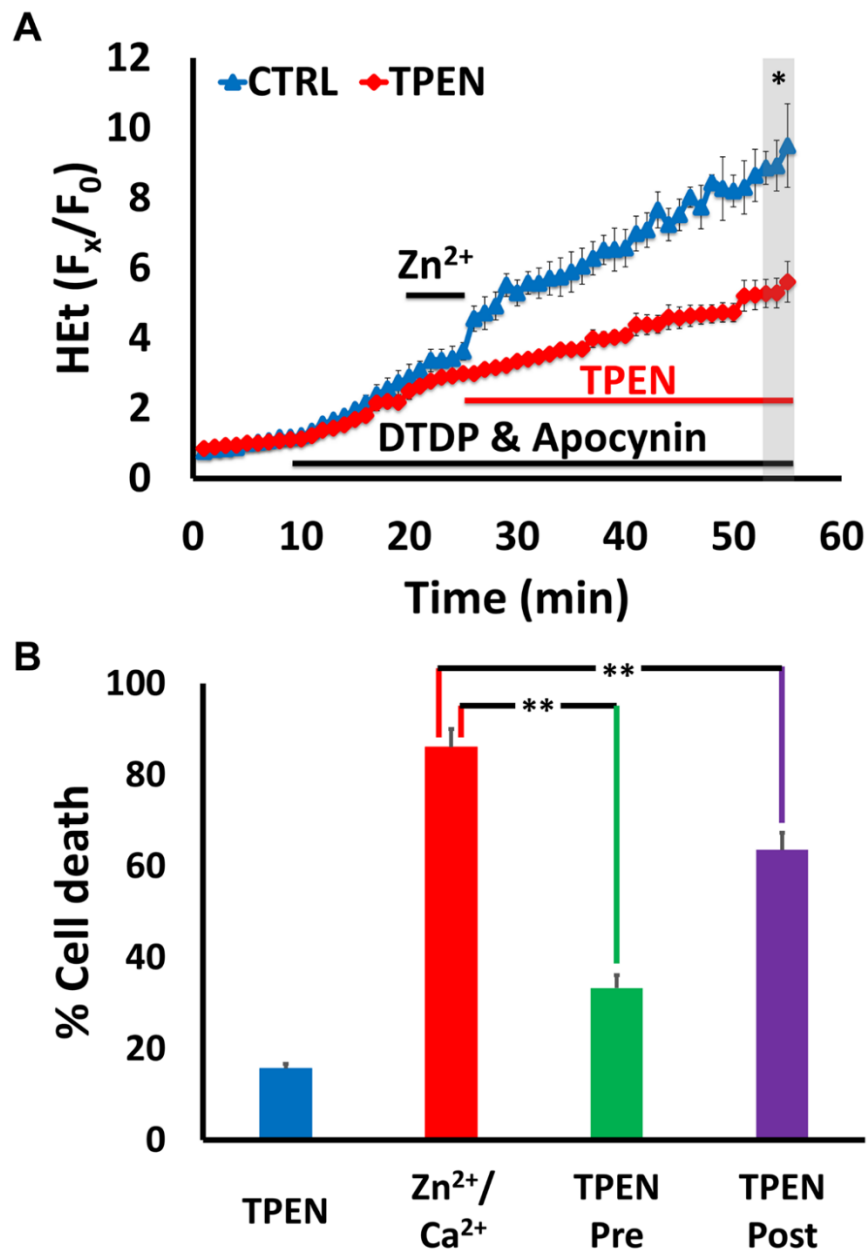 A
12
10
8
6
4
2
0
HEt (Fₓ/F₀)
CTRL TPEN
*
Zn²⁺
TPEN
DTDP & Apocynin
0 10 20 30 40 50 60
Time (min)
B
100
80
60
40
20
0
% Cell death
**
**
TPEN Zn²⁺/ TPEN TPEN
Ca²⁺ Pre Post